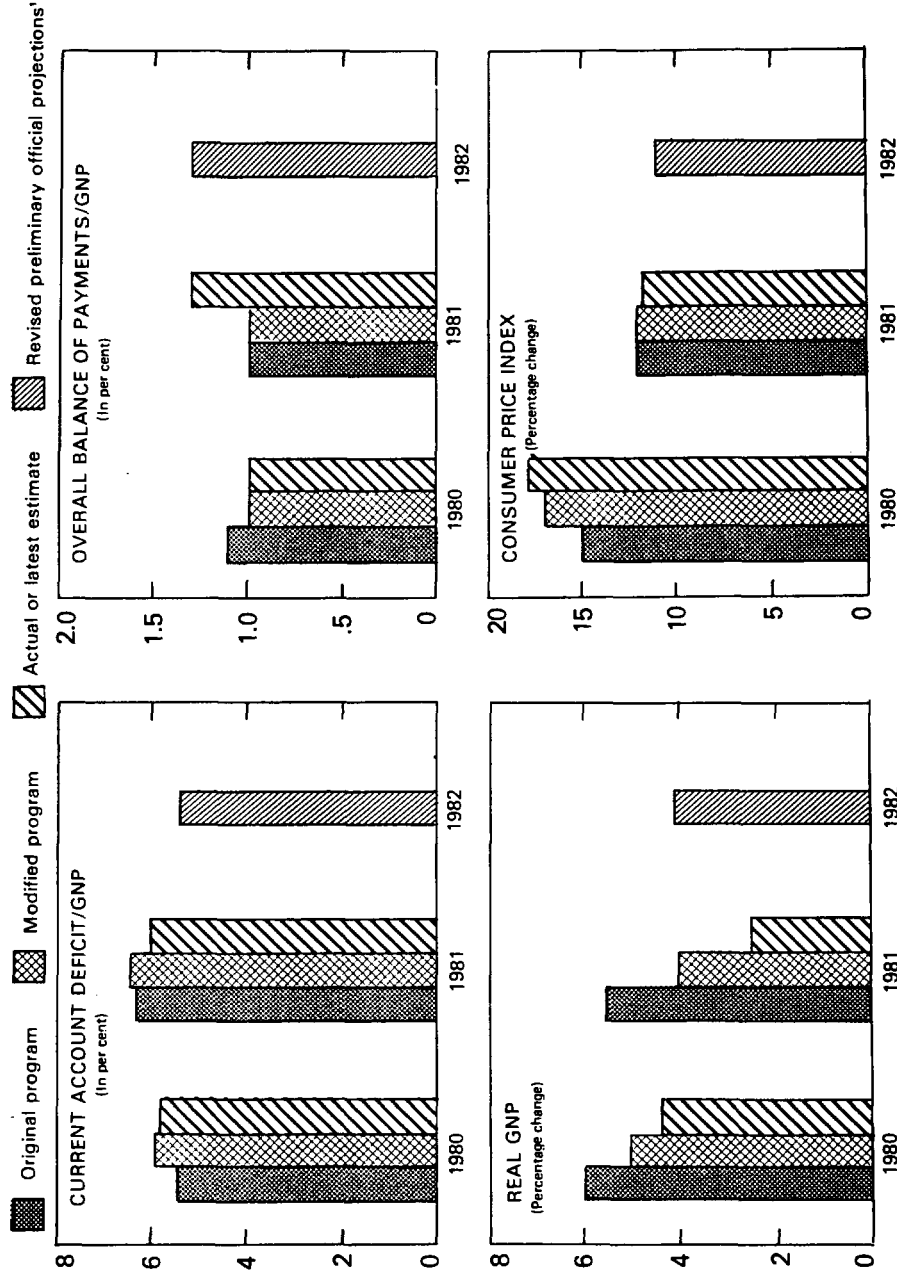 Original program
Modified program
Actual or latest estimate
Revised preliminary official projections'
CURRENT ACCOUNT DEFICIT/GNP
(In per cent)
8
6
4
2
0
1980
1981
1982
OVERALL BALANCE OF PAYMENTS/GNP
(In per cent)
2.0
1.5
1.0
.5
0
1980
1981
1982
REAL GNP
(Percentage change)
8
6
4
2
0
1980
1981
1982
CONSUMER PRICE INDEX
(Percentage change)
20
15
10
5
0
1980
1981
1982